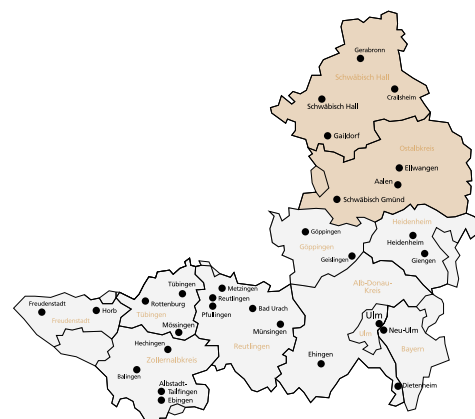 Gerabronn
Schwäbisch Hall
Crailsheim
Schwäbisch Hall
Gaildorf
Ostalbkreis
Ellwangen
Aalen
Schwäbisch Gmünd
Göppingen
Heidenheim
Heidenheim
Göppingen
Geislingen
Giengen
Alb-Donau-
Kreis
Tübingen
Metzingen
Freudenstadt
Horb
Rottenburg
Reutlingen
Bad Urach
Freudenstadt
Tübingen
Pfullingen
Ulm
Mössingen
Münsingen
Ulm
Neu-Ulm
Hechingen
Reutlingen
Bayern
Zollernalbkreis
Ehingen
Balingen
Albstadt-
Tailfingen
Ebingen
Dietenheim